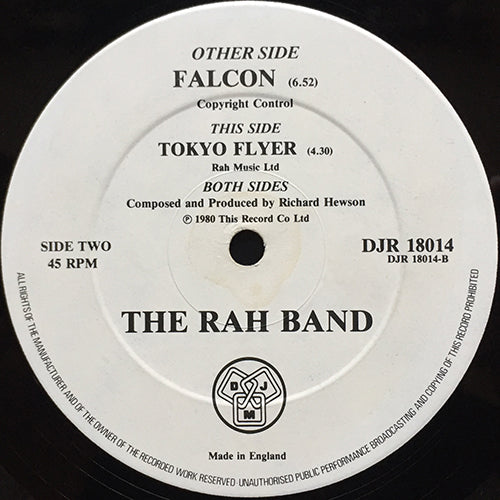 OTHER SIDE
FALCON (6.52)
Copyright Control
THIS SIDE
TOKYO FLYER (4.30)
Rah Music Ltd
BOTH SIDES
Composed and Produced by Richard Hewson
℗ 1980 This Record Co Ltd
SIDE TWO
45 RPM
DJR 18014
DJR 18014-B
THE RAH BAND
D J M
Made in England
ALL RIGHTS OF THE MANUFACTURER AND OF THE OWNER OF THE RECORDED WORK RESERVED UNAUTHORISED PUBLIC PERFORMANCE BROADCASTING AND COPYING OF THIS RECORD PROHIBITED